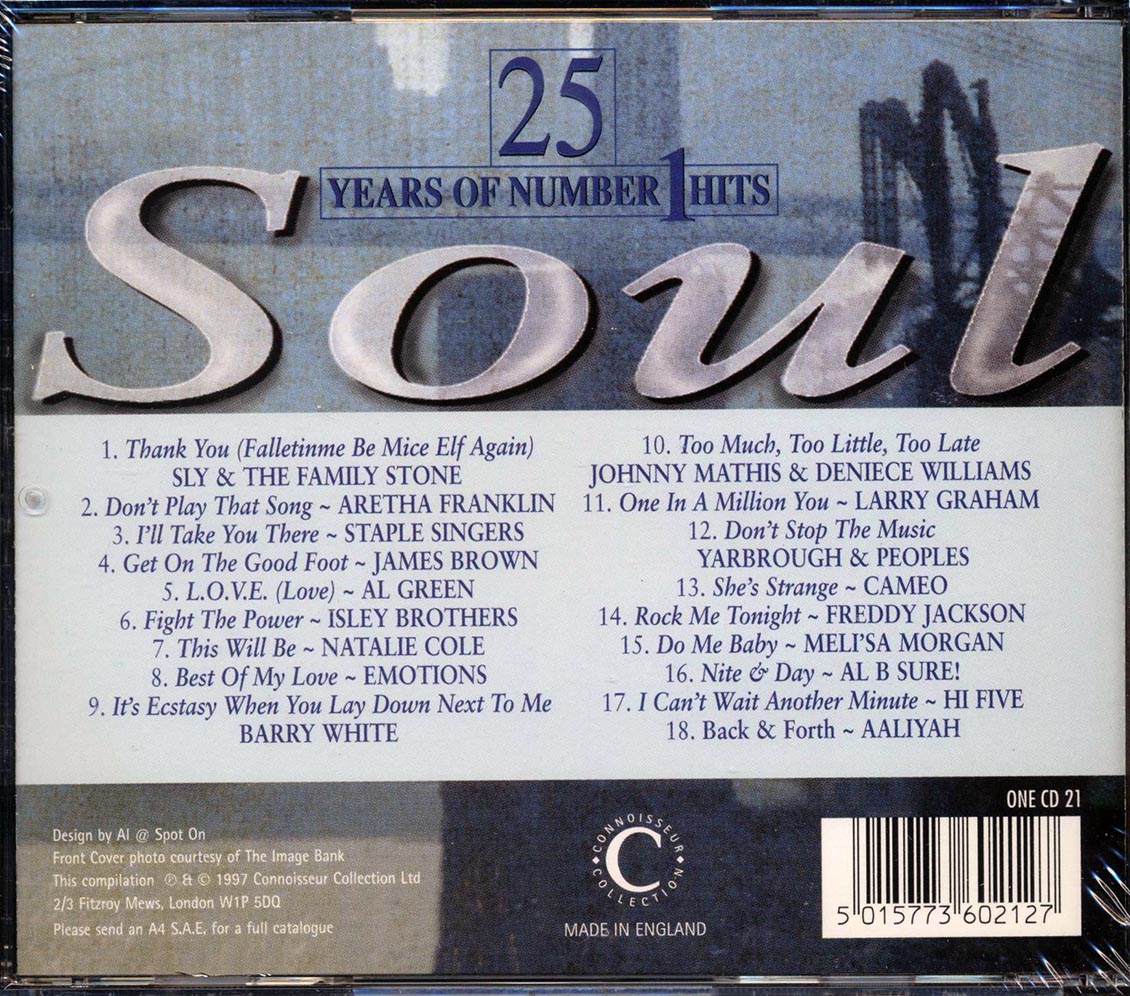 25
YEARS OF NUMBER 1 HITS
Soul
1. Thank You (Falletinme Be Mice Elf Again)
SLY & THE FAMILY STONE
2. Don't Play That Song ~ ARETHA FRANKLIN
3. I'll Take You There ~ STAPLE SINGERS
4. Get On The Good Foot ~ JAMES BROWN
5. L.O.V.E. (Love) ~ AL GREEN
6. Fight The Power ~ ISLEY BROTHERS
7. This Will Be ~ NATALIE COLE
8. Best Of My Love ~ EMOTIONS
9. It's Ecstasy When You Lay Down Next To Me
BARRY WHITE
10. Too Much, Too Little, Too Late
JOHNNY MATHIS & DENIECE WILLIAMS
11. One In A Million You ~ LARRY GRAHAM
12. Don't Stop The Music
YARBROUGH & PEOPLES
13. She's Strange ~ CAMEO
14. Rock Me Tonight ~ FREDDY JACKSON
15. Do Me Baby ~ MELI'SA MORGAN
16. Nite & Day ~ AL B SURE!
17. I Can't Wait Another Minute ~ HI FIVE
18. Back & Forth ~ AALIYAH
Design by Al @ Spot On
Front Cover photo courtesy of The Image Bank
This compilation ℗ & © 1997 Connoisseur Collection Ltd
2/3 Fitzroy Mews, London W1P 5DQ
Please send an A4 S.A.E. for a full catalogue
CONNOISSEUR
C
COLLECTION
MADE IN ENGLAND
ONE CD 21
5 015773 602127